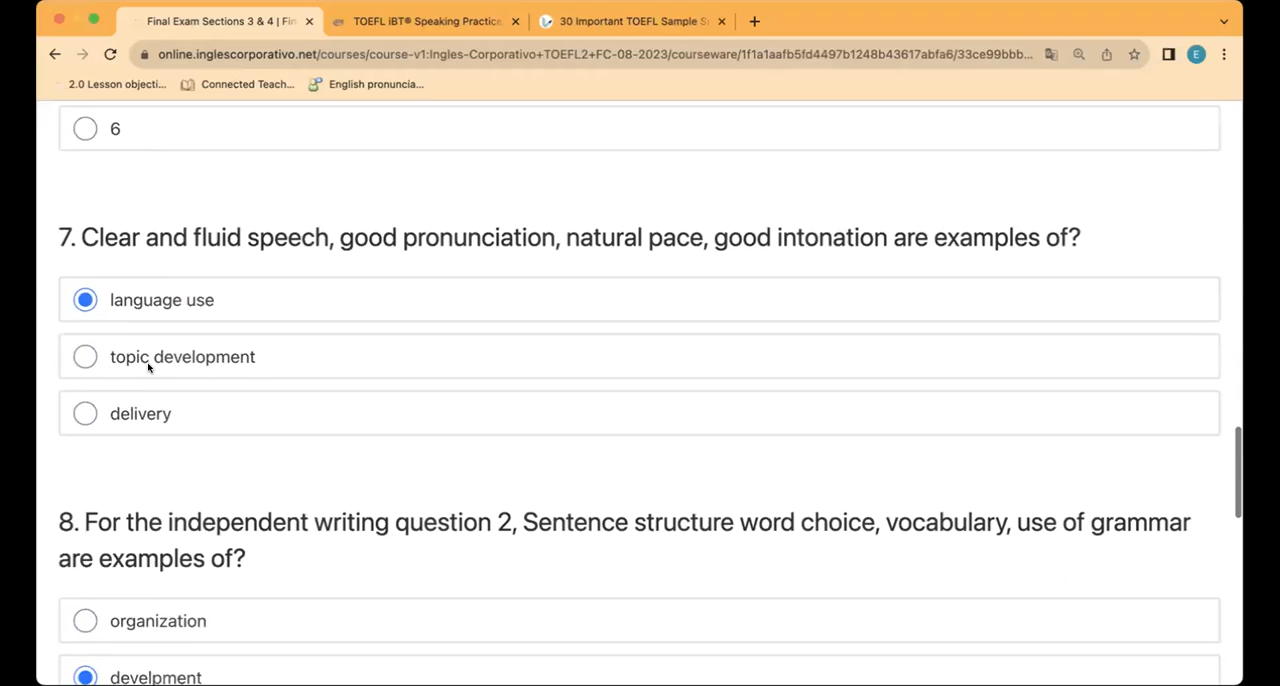 Final Exam Sections 3 & 4 | Fin
TOEFL iBT® Speaking Practice
30 Important TOEFL Sample S
online.inglescorporativo.net/courses/course-v1:Ingles-Corporativo+TOEFL2+FC-08-2023/courseware/1f1a1aafb5fd4497b1248b43617abfa6/33ce99bbb...
E
2.0 Lesson objecti...
Connected Teach...
English pronuncia...
6
7. Clear and fluid speech, good pronunciation, natural pace, good intonation are examples of?
language use
topic development
delivery
8. For the independent writing question 2, Sentence structure word choice, vocabulary, use of grammar
are examples of?
organization
develpment